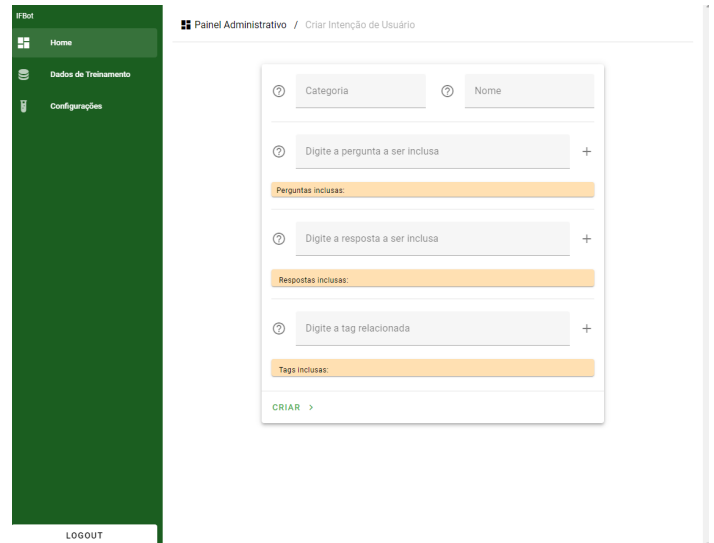 IFBot
Home
Dados de Treinamento
Configurações
LOGOUT
Painel Administrativo / Criar Intenção de Usuário
Categoria
Nome
Digite a pergunta a ser inclusa
Perguntas inclusas:
Digite a resposta a ser inclusa
Respostas inclusas:
Digite a tag relacionada
Tags inclusas:
CRIAR